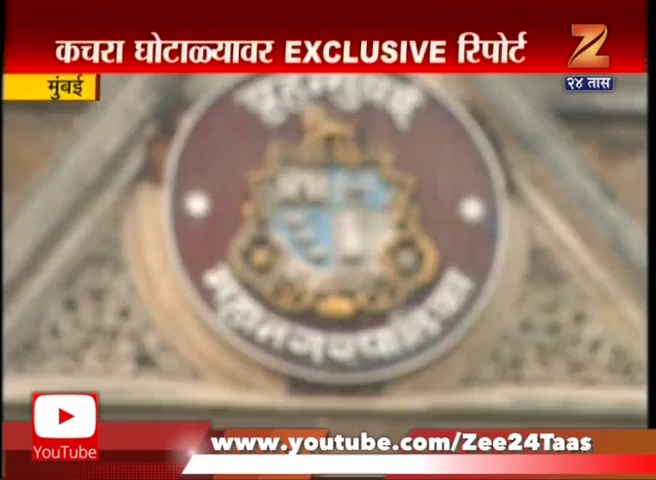 कचरा घोटाळ्यावर EXCLUSIVE रिपोर्ट
२४ तास
मुंबई
बृहन्मुंबई
महानगरपालिका
YouTube
www.youtube.com/Zee24Taas